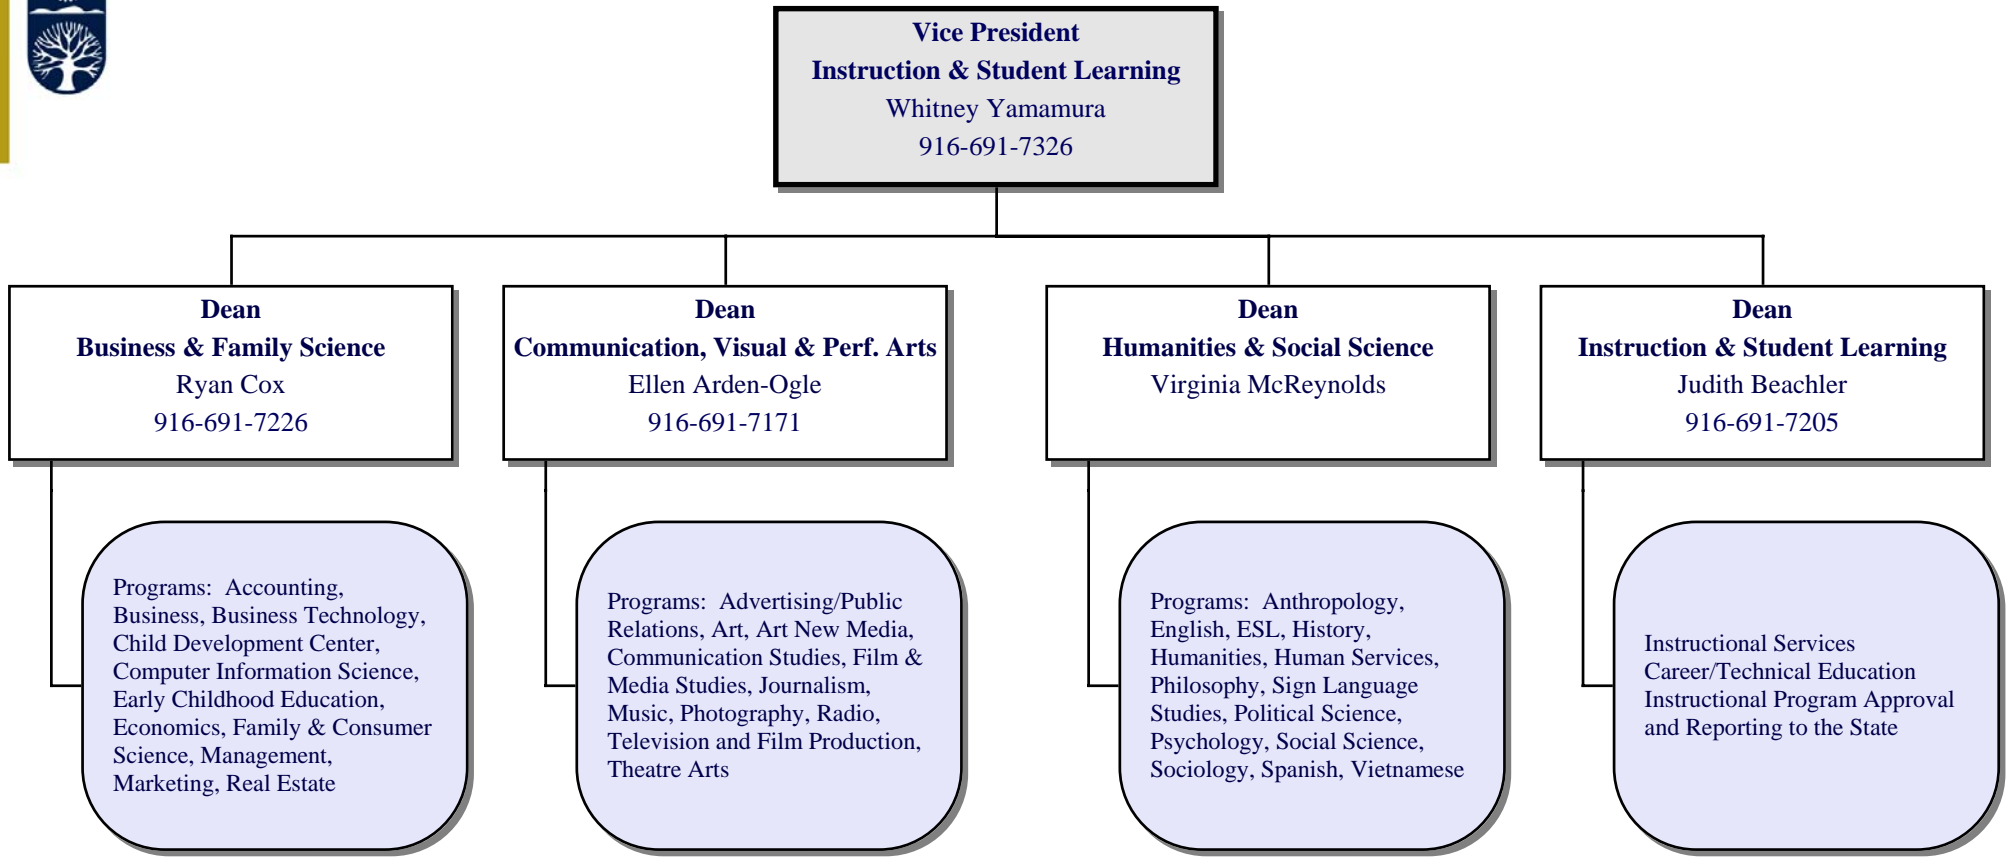 Vice President
Instruction & Student Learning
Whitney Yamamura
916-691-7326
Dean
Business & Family Science
Ryan Cox
916-691-7226
Dean
Communication, Visual & Perf. Arts
Ellen Arden-Ogle
916-691-7171
Dean
Humanities & Social Science
Virginia McReynolds
Dean
Instruction & Student Learning
Judith Beachler
916-691-7205
Programs:  Accounting,
Business, Business Technology,
Child Development Center,
Computer Information Science,
Early Childhood Education,
Economics, Family & Consumer
Science, Management,
Marketing, Real Estate
Programs:  Advertising/Public
Relations, Art, Art New Media,
Communication Studies, Film &
Media Studies, Journalism,
Music, Photography, Radio,
Television and Film Production,
Theatre Arts
Programs:  Anthropology,
English, ESL, History,
Humanities, Human Services,
Philosophy, Sign Language
Studies, Political Science,
Psychology, Social Science,
Sociology, Spanish, Vietnamese
Instructional Services
Career/Technical Education
Instructional Program Approval
and Reporting to the State